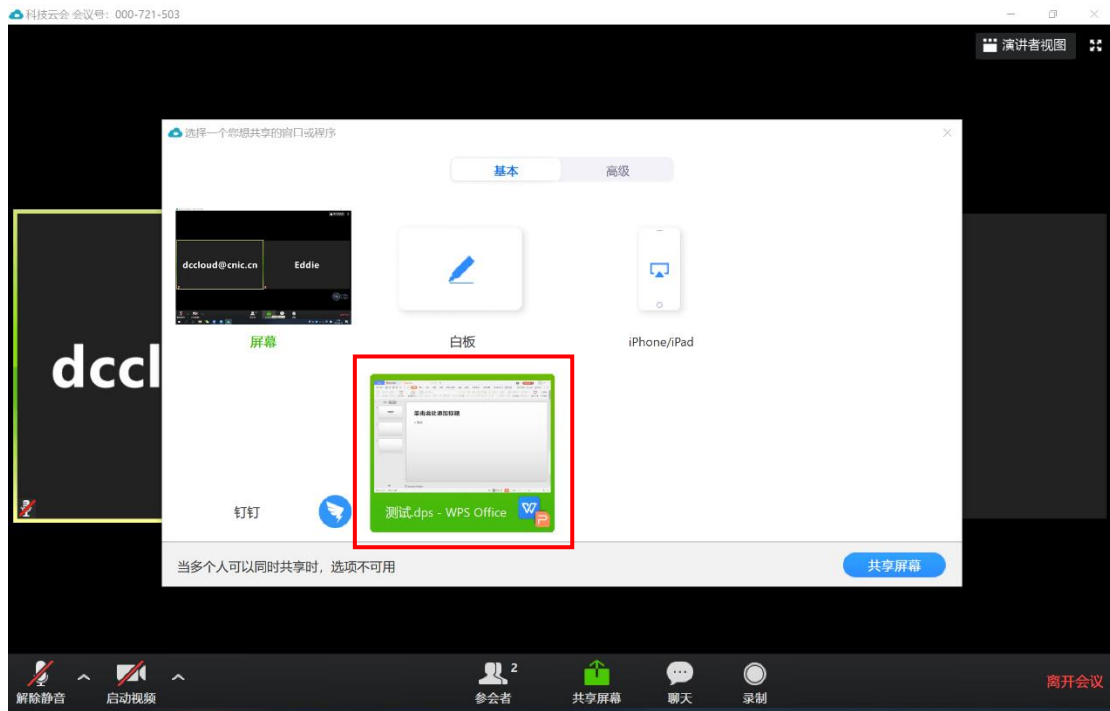 科技云会 会议号：000-721-503
演讲者视图
选择一个您想共享的窗口或程序
基本
高级
dccloud@cnic.cn
Eddie
屏幕
白板
iPhone/iPad
dccl
单击此处添加标题
钉钉
测试.dps - WPS Office
当多个人可以同时共享时，选项不可用
共享屏幕
解除静音
启动视频
2
参会者
共享屏幕
聊天
录制
离开会议